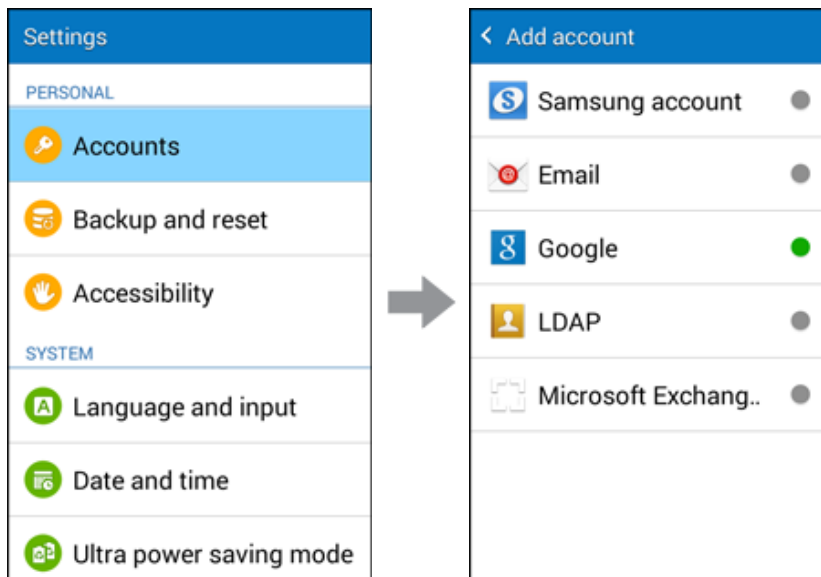 Settings
PERSONAL
Accounts
Backup and reset
Accessibility
SYSTEM
Language and input
Date and time
Ultra power saving mode
Add account
Samsung account
Email
Google
LDAP
Microsoft Exchang..